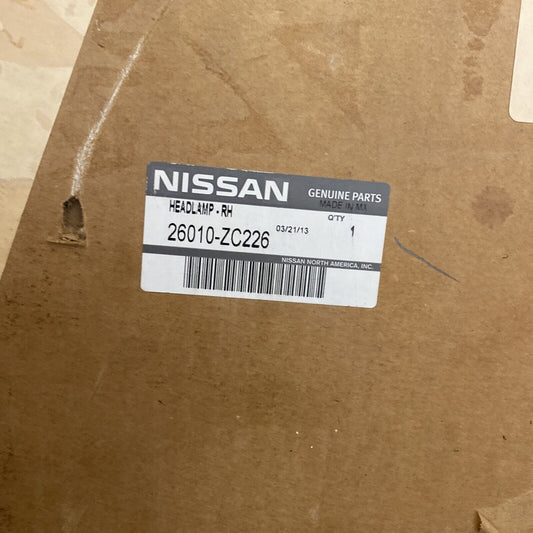 NISSAN GENUINE PARTS
HEADLAMP - RH MADE IN MX
Q'TY
26010-ZC226 03/21/13 1
NISSAN NORTH AMERICA, INC.